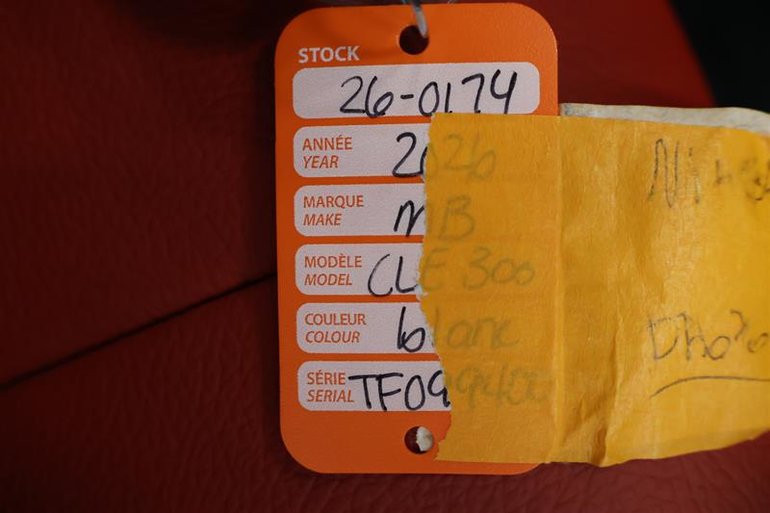 STOCK
26-0174
ANNÉE
YEAR 2026
MARQUE
MAKE MB
MODÈLE
MODEL CLE 300
COULEUR
COLOUR blanc
SÉRIE
SERIAL TF09